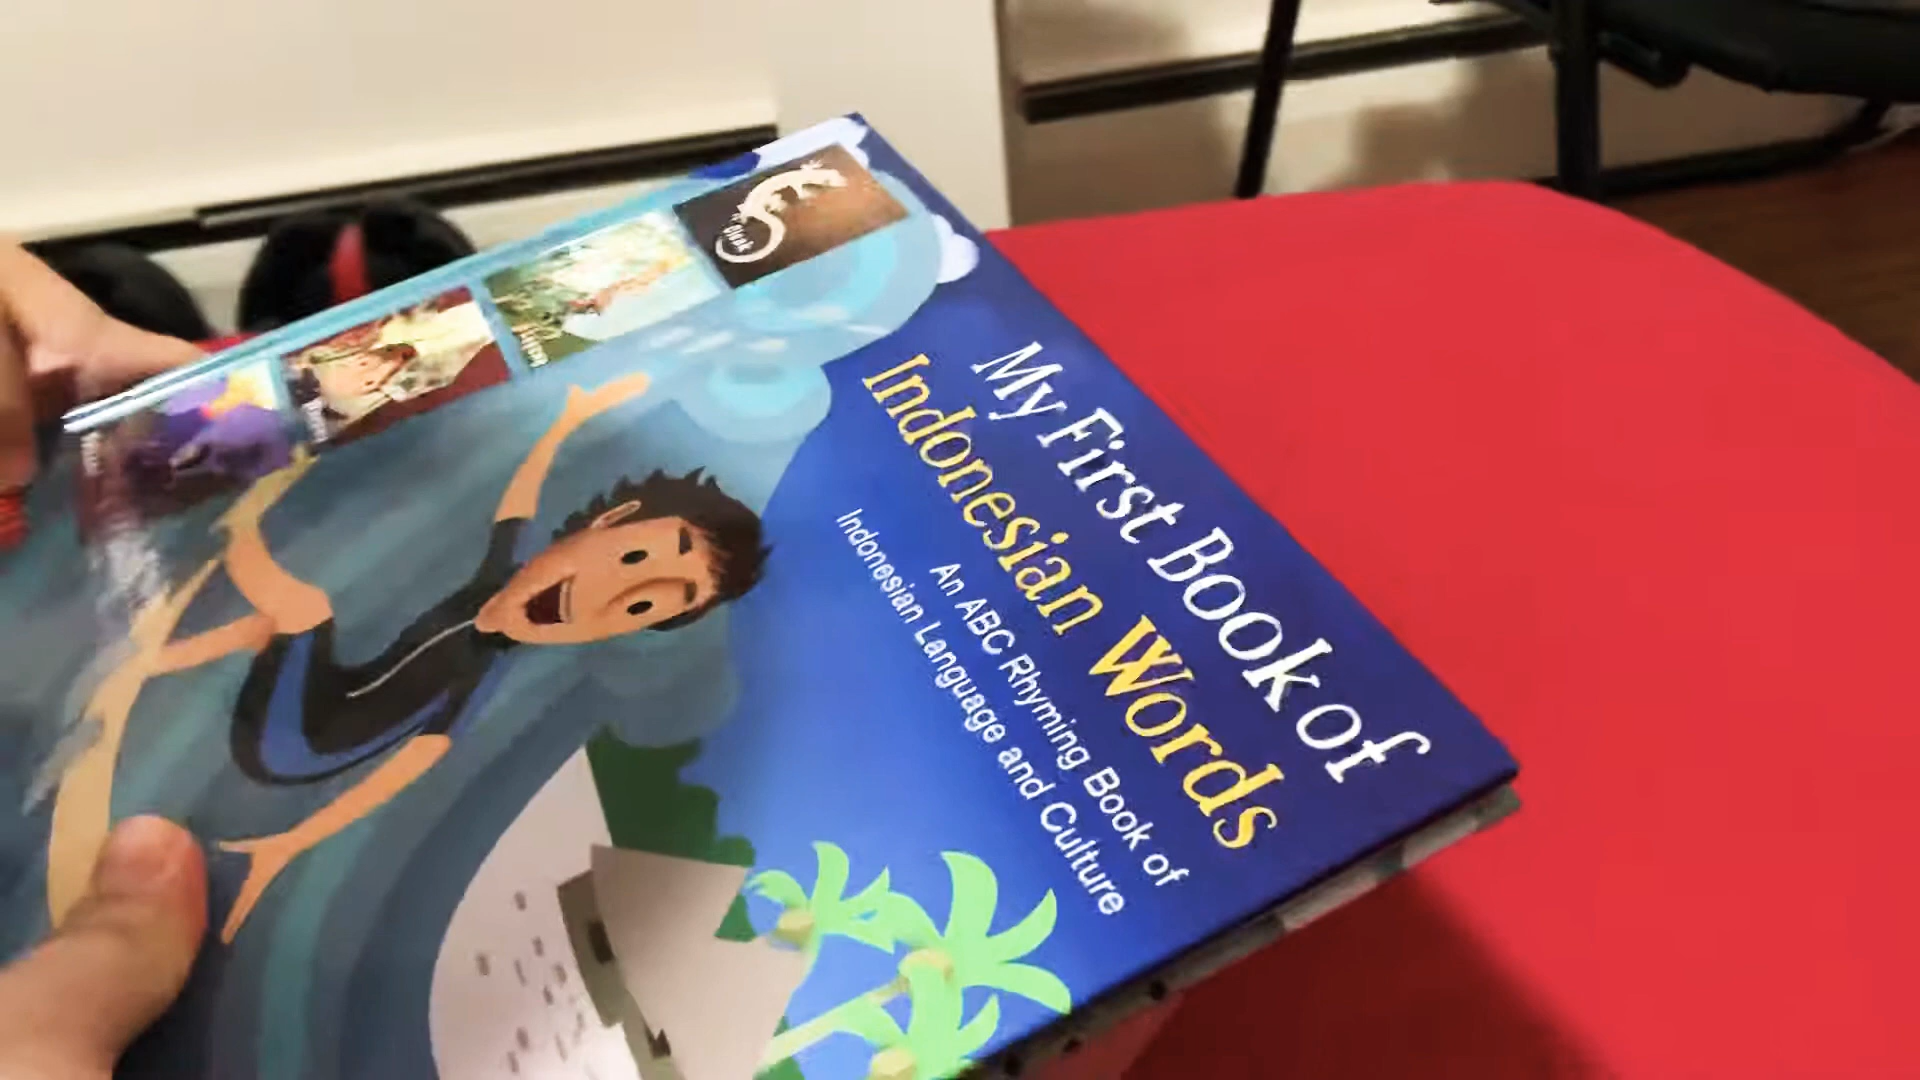 My First Book of
Indonesian Words
An ABC Rhyming Book of
Indonesian Language and Culture